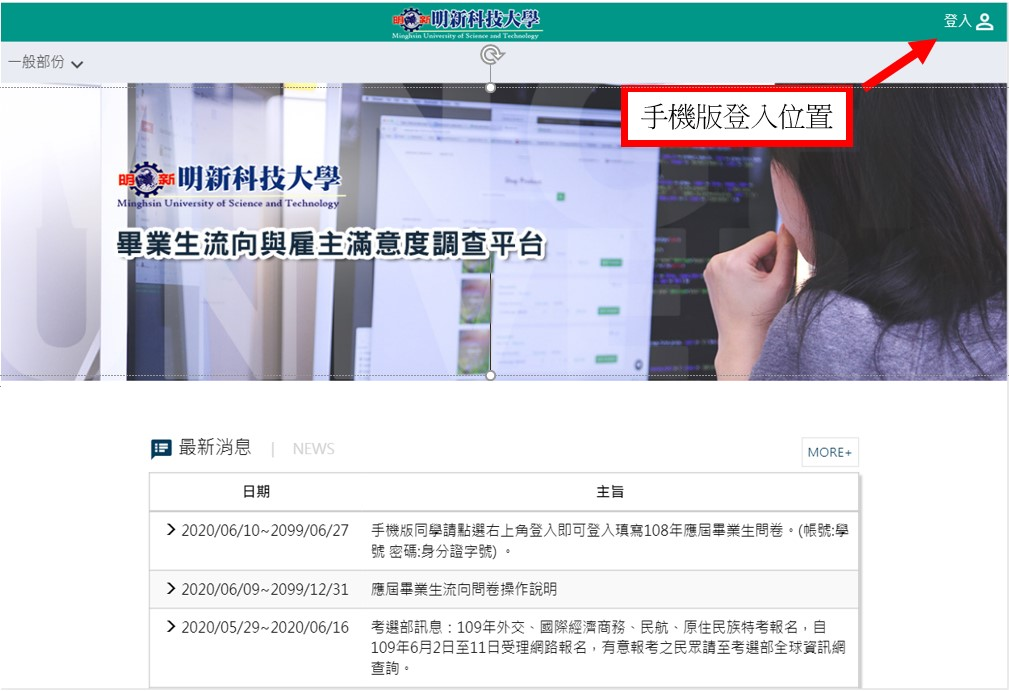 明新科技大學
Minghsin University of Science and Technology
登入
一般部份
手機版登入位置
明新 明新科技大學
Minghsin University of Science and Technology
畢業生流向與雇主滿意度調查平台
最新消息 | NEWS
MORE+
日期 主旨
2020/06/10~2099/06/27 手機版同學請點選右上角登入即可登入填寫108年應屆畢業生問卷。(帳號:學
號 密碼:身分證字號) 。
2020/06/09~2099/12/31 應屆畢業生流向問卷操作說明
2020/05/29~2020/06/16 考選部訊息：109年外交、國際經濟商務、民航、原住民族特考報名，自
109年6月2日至11日受理網路報名，有意報考之民眾請至考選部全球資訊網
查詢。